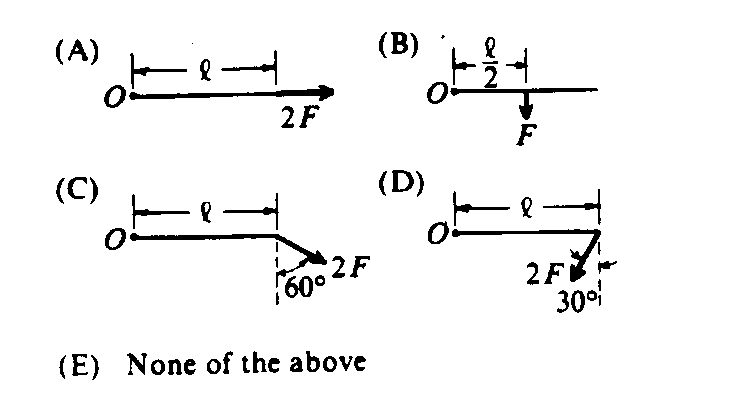 (A) ℓ O 2F
(B) ℓ/2 O F
(C) ℓ O 2F 60°
(D) ℓ O 2F 30°
(E) None of the above